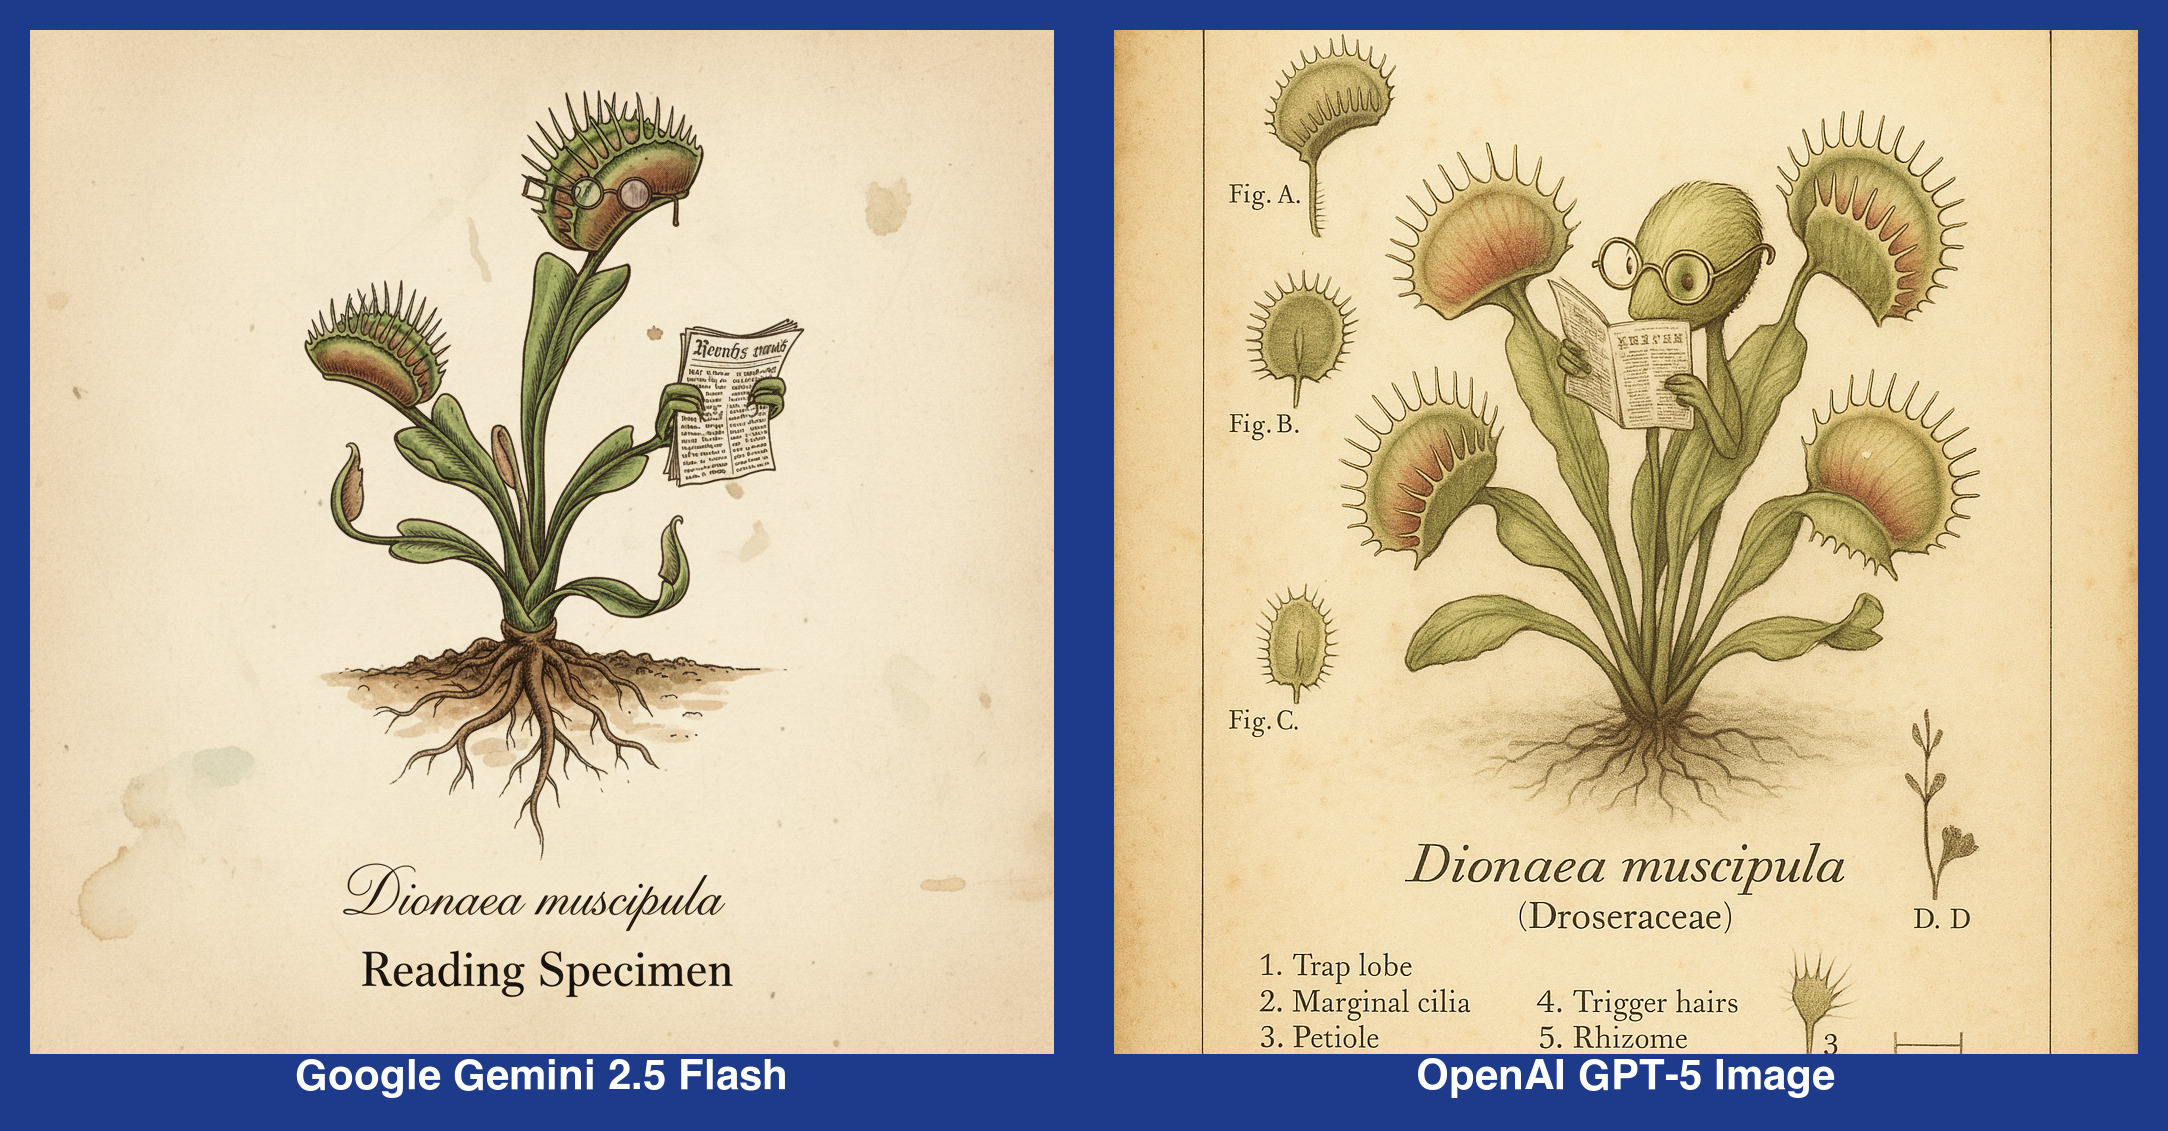 Dionaea muscipula
Reading Specimen
Google Gemini 2.5 Flash
Fig. A.
Fig. B.
Fig. C.
Dionaea muscipula
(Droseraceae)
D. D
1. Trap lobe
2. Marginal cilia
3. Petiole
4. Trigger hairs
5. Rhizome
3
OpenAI GPT-5 Image